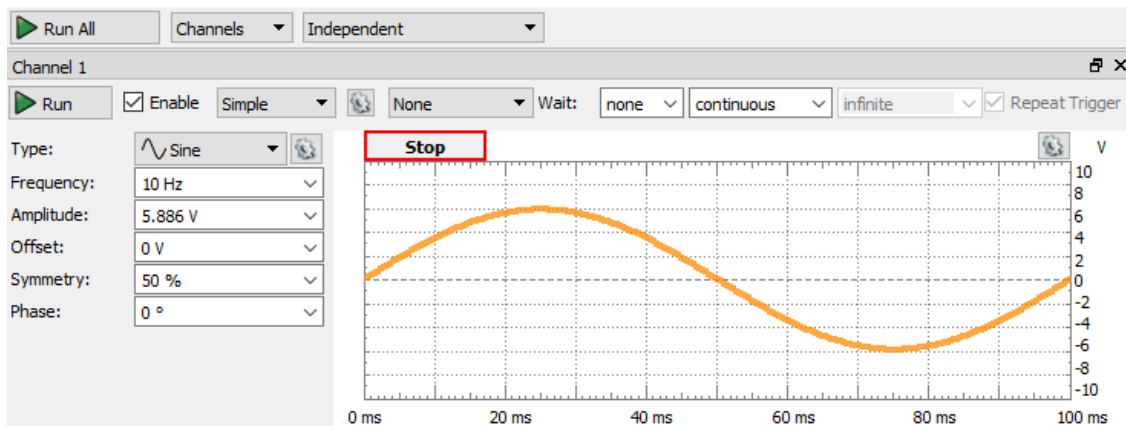 Run All Channels Independent
Channel 1
Run Enable Simple None Wait: none continuous infinite Repeat Trigger
Type: Sine
Stop
V
Frequency: 10 Hz
Amplitude: 5.886 V
Offset: 0 V
Symmetry: 50 %
Phase: 0 º
10
8
6
4
2
0
-2
-4
-6
-8
-10
0 ms 20 ms 40 ms 60 ms 80 ms 100 ms